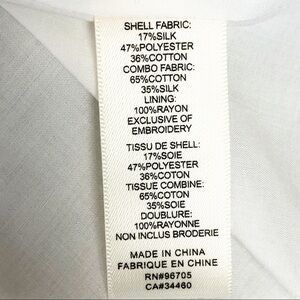 SHELL FABRIC:
17%SILK
47%POLYESTER
36%COTTON
COMBO FABRIC:
65%COTTON
35%SILK
LINING:
100%RAYON
EXCLUSIVE OF
EMBROIDERY
TISSU DE SHELL:
17%SOIE
47%POLYESTER
36%COTON
TISSUE COMBINE:
65%COTON
35%SOIE
DOUBLURE:
100%RAYONNE
NON INCLUS BRODERIE
MADE IN CHINA
FABRIQUE EN CHINE
RN#96705
CA#34460